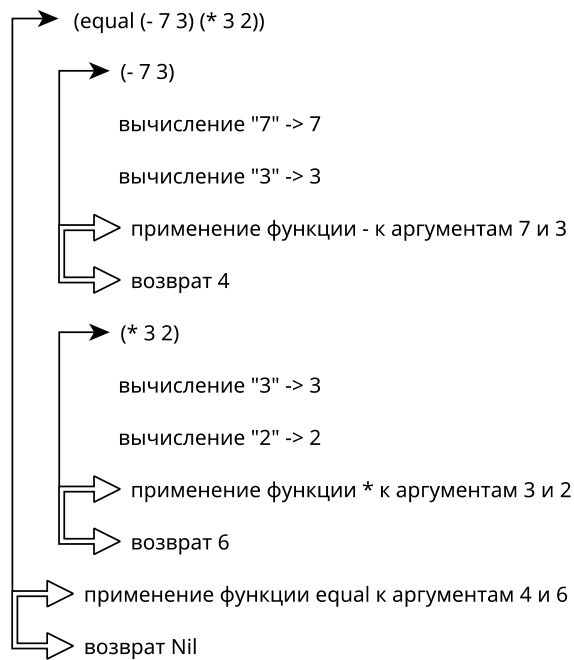 (equal (- 7 3) (* 3 2))
(- 7 3)
вычисление "7" -> 7
вычисление "3" -> 3
применение функции - к аргументам 7 и 3
возврат 4
(* 3 2)
вычисление "3" -> 3
вычисление "2" -> 2
применение функции * к аргументам 3 и 2
возврат 6
применение функции equal к аргументам 4 и 6
возврат Nil